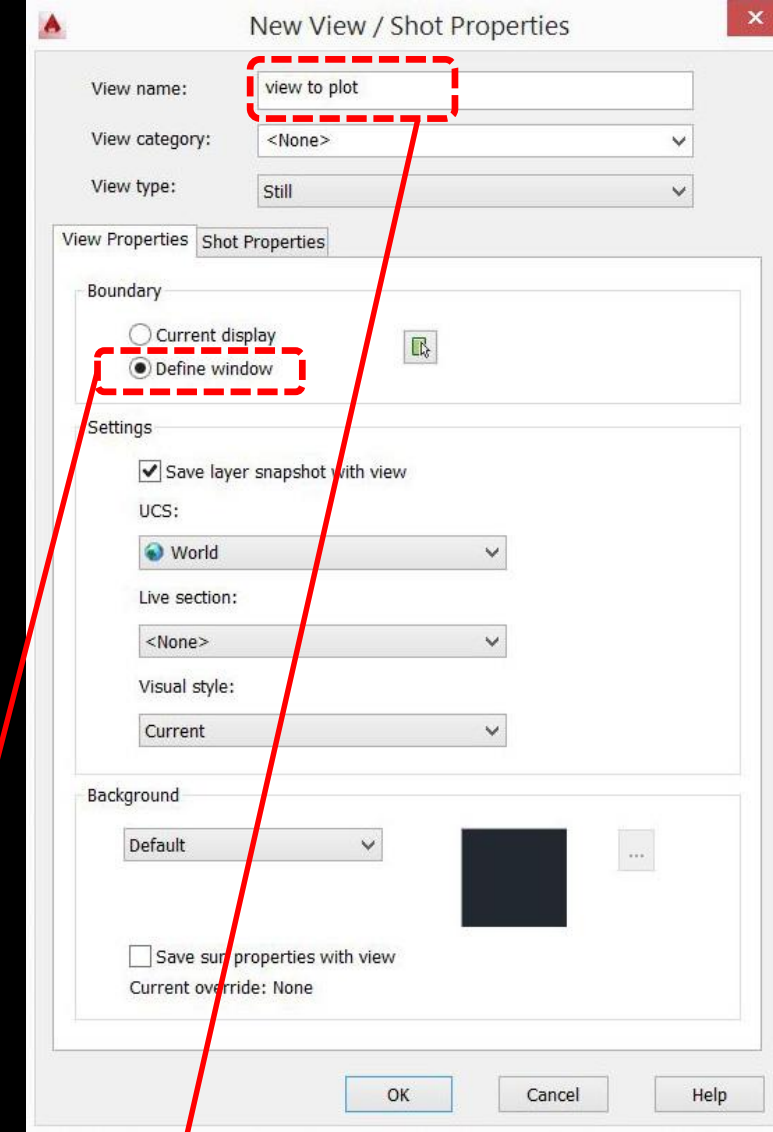 New View / Shot Properties
View name: view to plot
View category: <None>
View type: Still
View Properties Shot Properties
Boundary
Current display
Define window
Settings
Save layer snapshot with view
UCS:
World
Live section:
<None>
Visual style:
Current
Background
Default
...
Save sun properties with view
Current override: None
OK Cancel Help